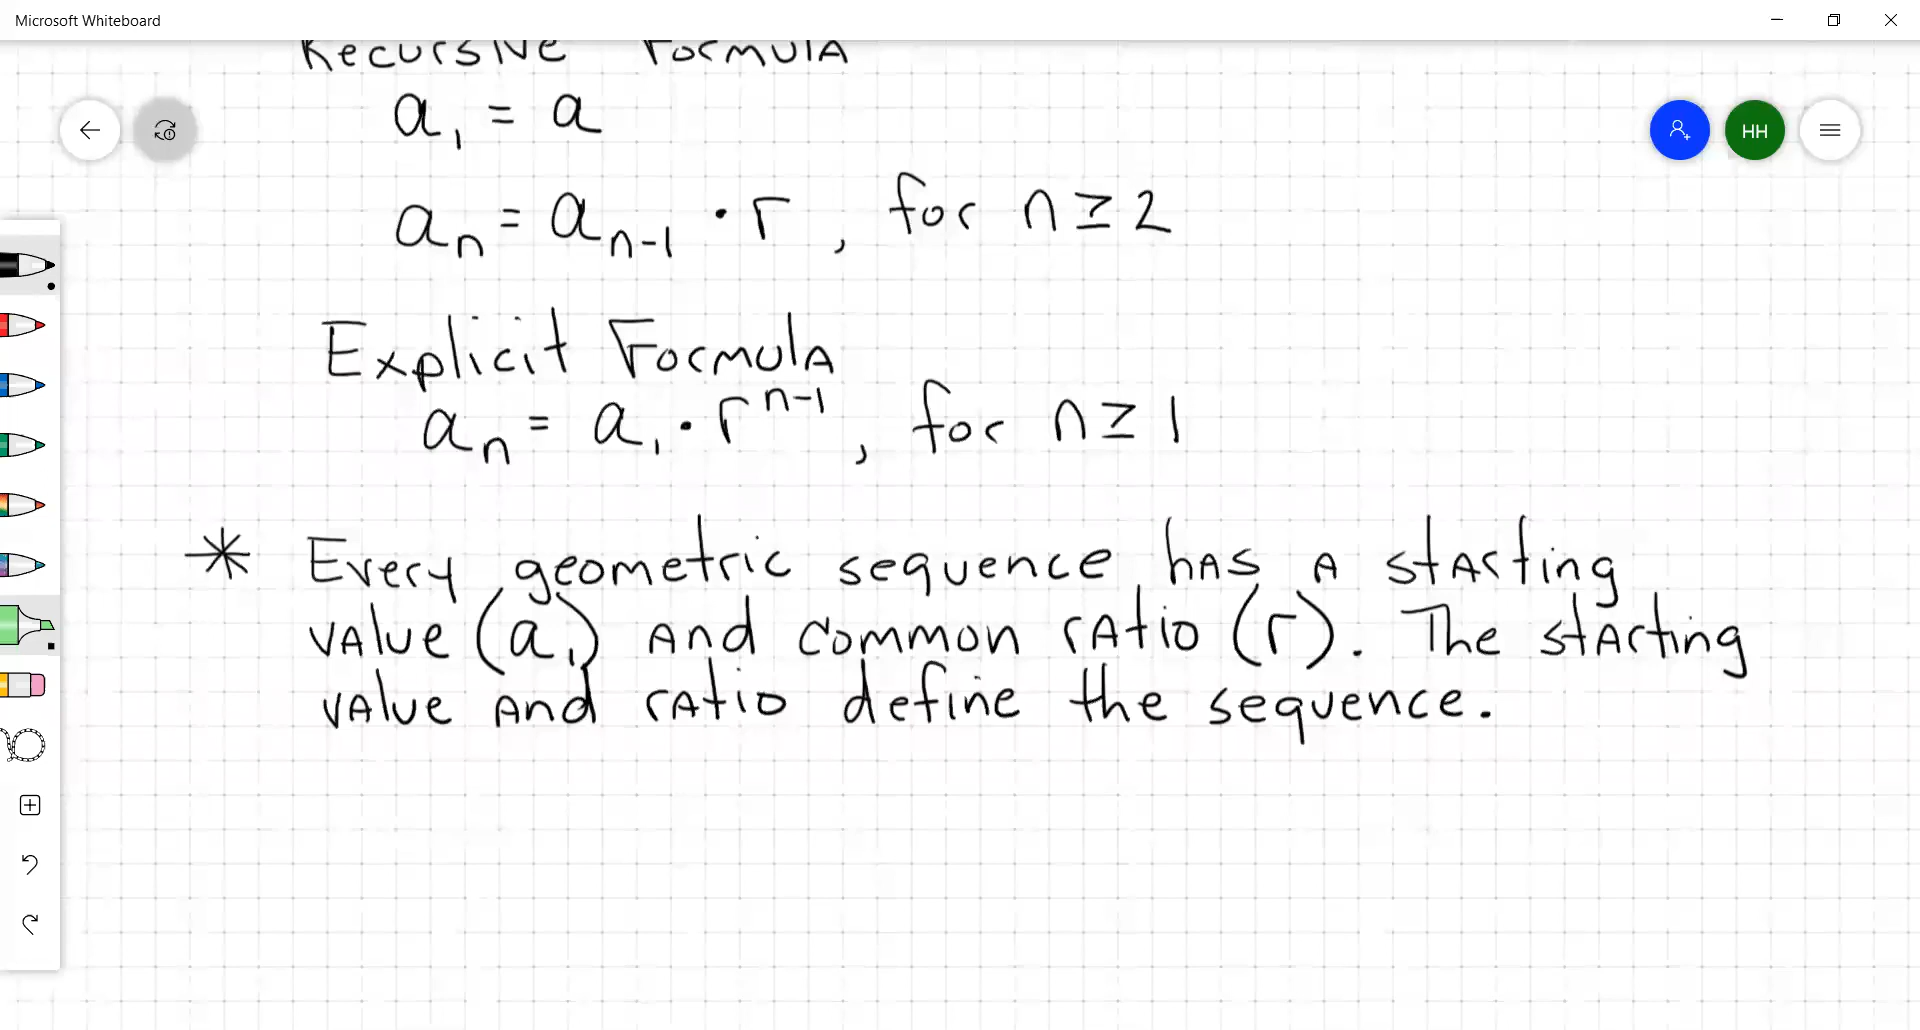 Microsoft Whiteboard
Recursive Formula
a₁ = a
HH
aₙ = aₙ₋₁ · r , for n ≥ 2
Explicit Formula
aₙ = a₁ · rⁿ⁻¹ , for n ≥ 1
* Every geometric sequence has a starting
value (a₁) and common ratio (r). The starting
value and ratio define the sequence.